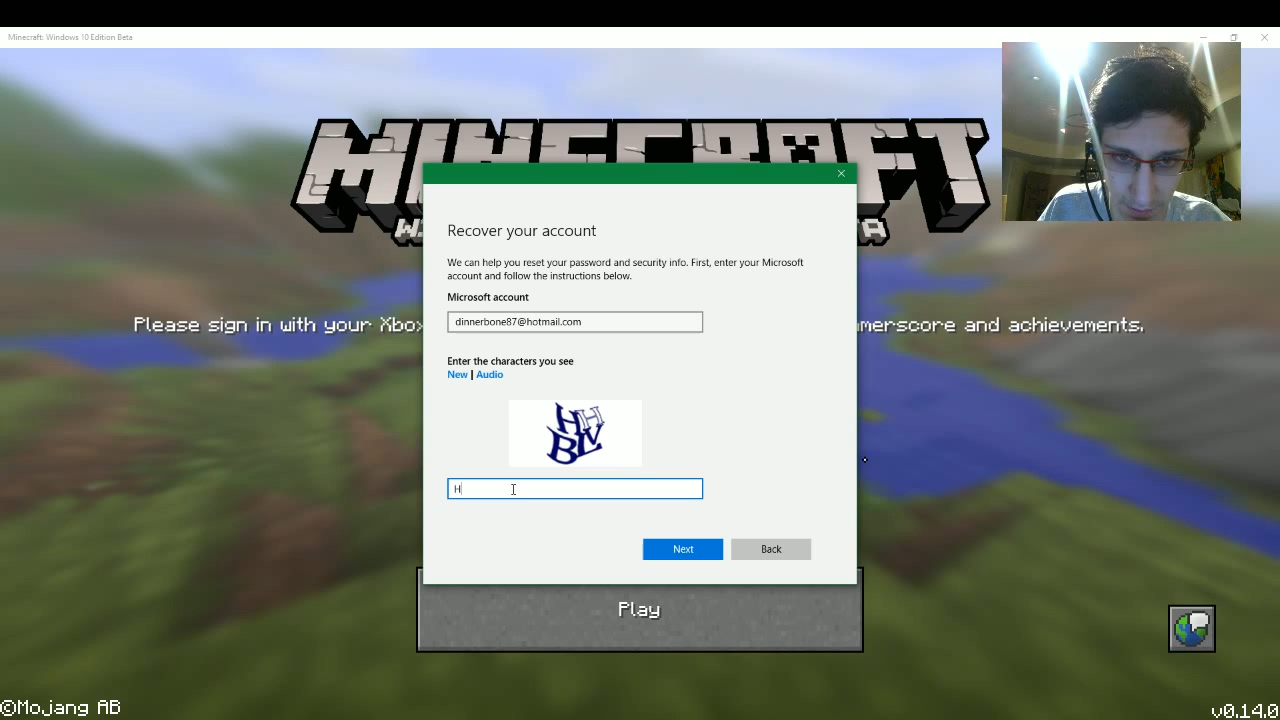 Minecraft: Windows 10 Edition Beta
MINECRAFT
Recover your account
We can help you reset your password and security info. First, enter your Microsoft
account and follow the instructions below.
Microsoft account
dinnerbone87@hotmail.com
Please sign in with your Xbox
merscore and achievements.
Enter the characters you see
New | Audio
H
Next
Back
Play
©Mojang AB
v0.14.0